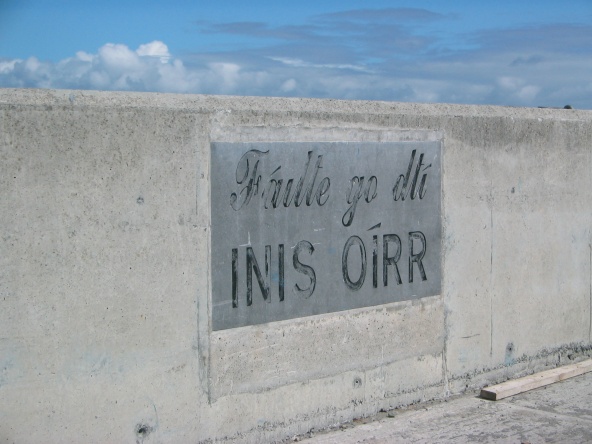 Fáilte go dtí
INIS OÍRR